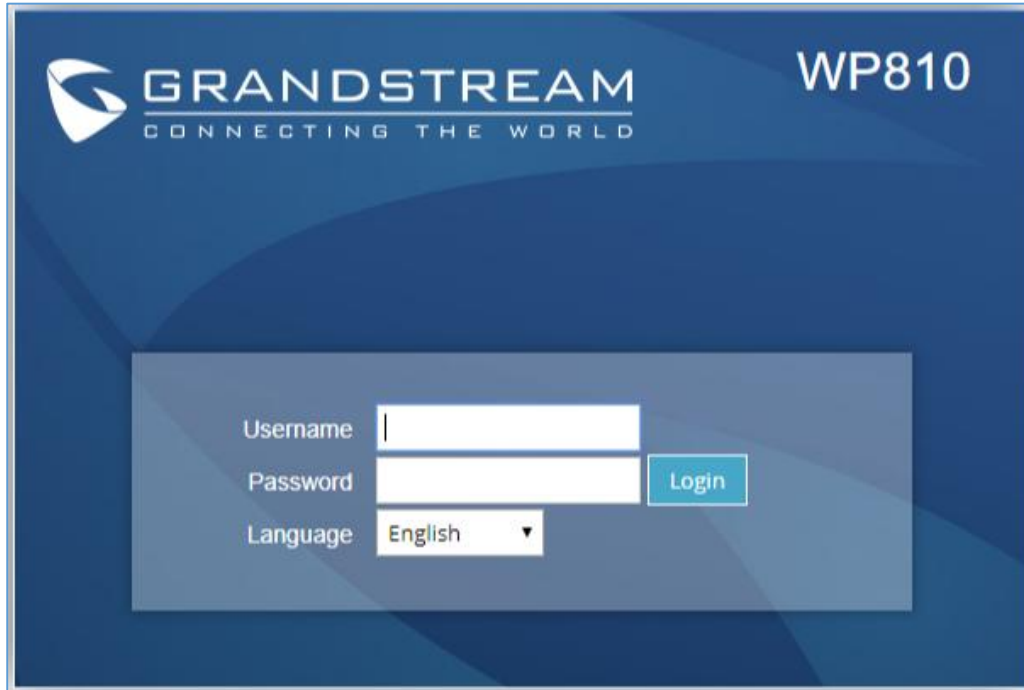 GRANDSTREAM
CONNECTING THE WORLD
WP810
Username
Password
Login
Language
English